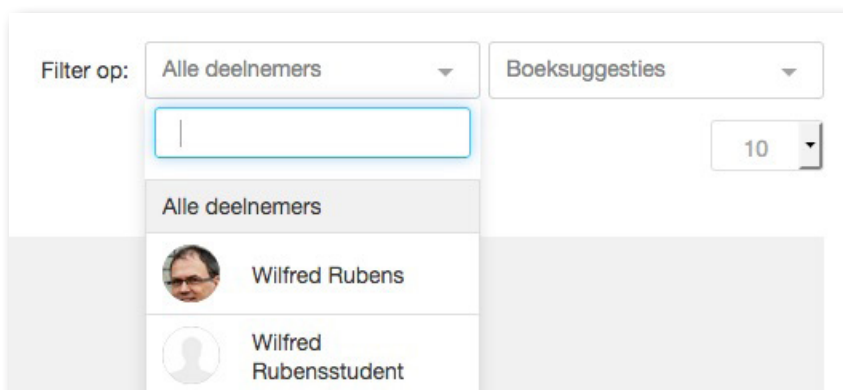 Filter op: Alle deelnemers Boeksuggesties
10
Alle deelnemers
Wilfred Rubens
Wilfred
Rubensstudent